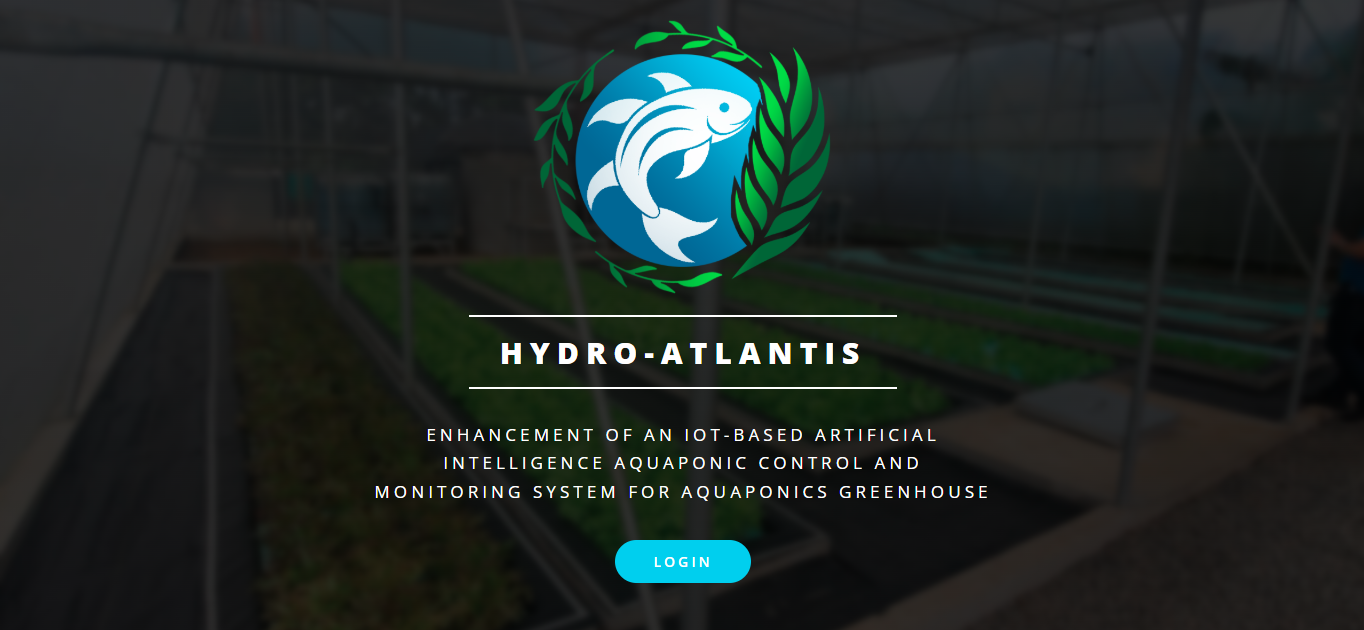 HYDRO-ATLANTIS
ENHANCEMENT OF AN IOT-BASED ARTIFICIAL
INTELLIGENCE AQUAPONIC CONTROL AND
MONITORING SYSTEM FOR AQUAPONICS GREENHOUSE
LOGIN